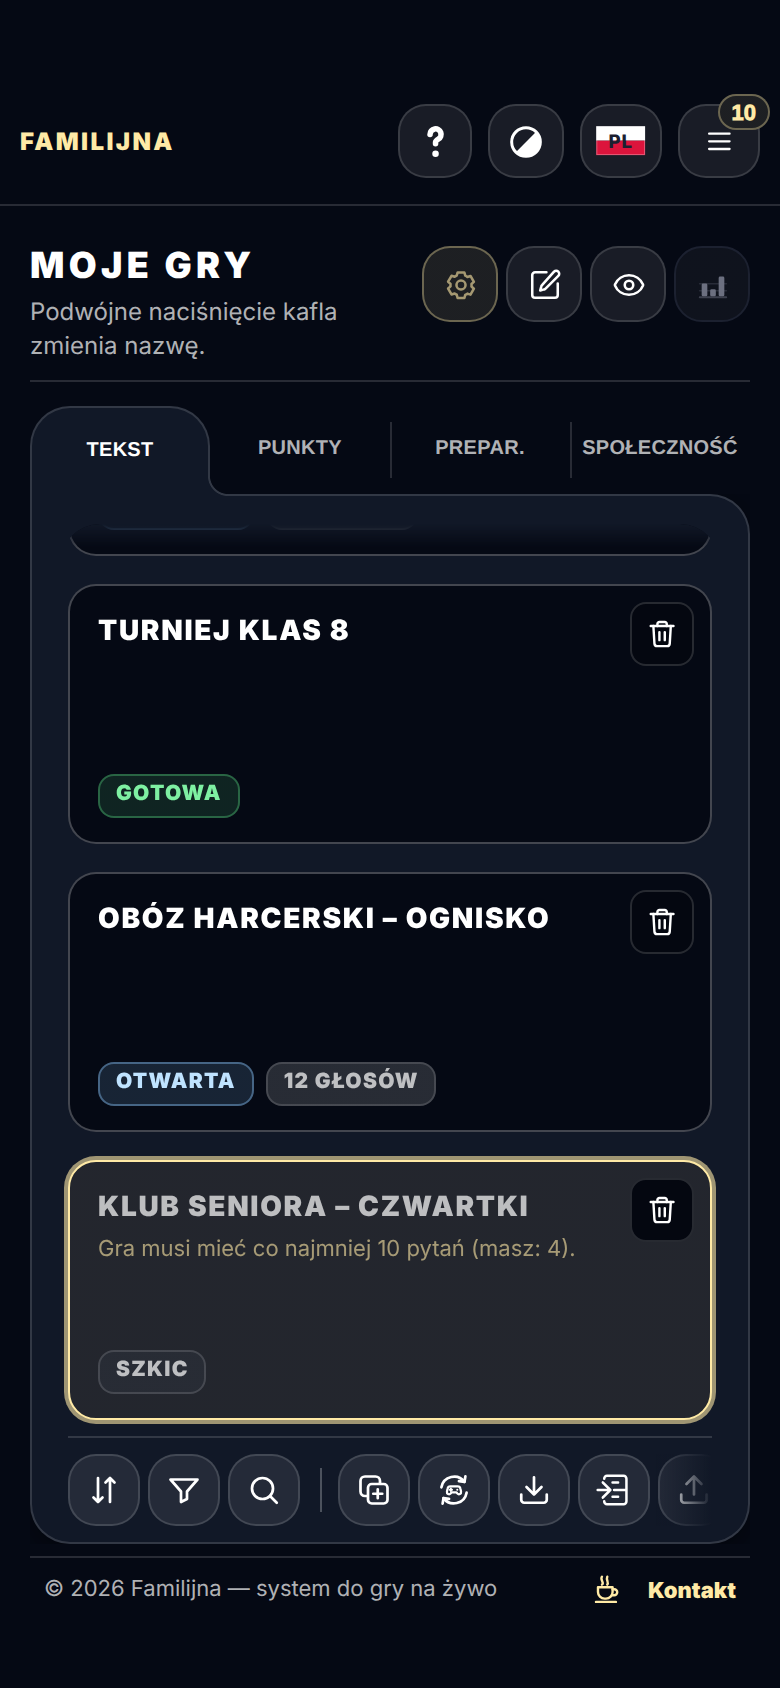 FAMILIJNA
PL
10
MOJE GRY
Podwójne naciśnięcie kafla
zmienia nazwę.
TEKST
PUNKTY
PREPAR.
SPOŁECZNOŚĆ
TURNIEJ KLAS 8
GOTOWA
OBÓZ HARCERSKI – OGNISKO
OTWARTA
12 GŁOSÓW
KLUB SENIORA – CZWARTKI
Gra musi mieć co najmniej 10 pytań (masz: 4).
SZKIC
© 2026 Familijna — system do gry na żywo
Kontakt